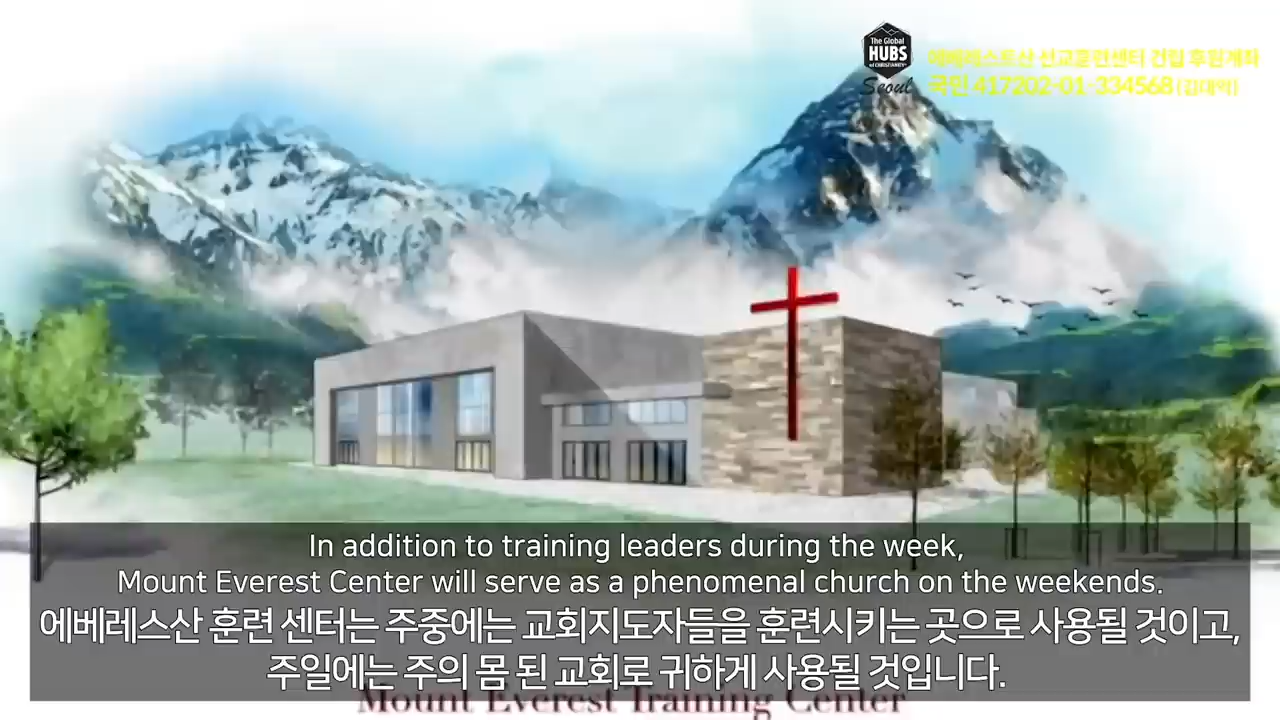 The Global
HUBS
of CHRISTIANITY
Seoul
에베레스트산 선교훈련센터 건립 후원계좌
국민 417202-01-334568 (김대억)
In addition to training leaders during the week,
Mount Everest Center will serve as a phenomenal church on the weekends.
에베레스산 훈련 센터는 주중에는 교회지도자들을 훈련시키는 곳으로 사용될 것이고,
주일에는 주의 몸 된 교회로 귀하게 사용될 것입니다.
Mount Everest Training Center